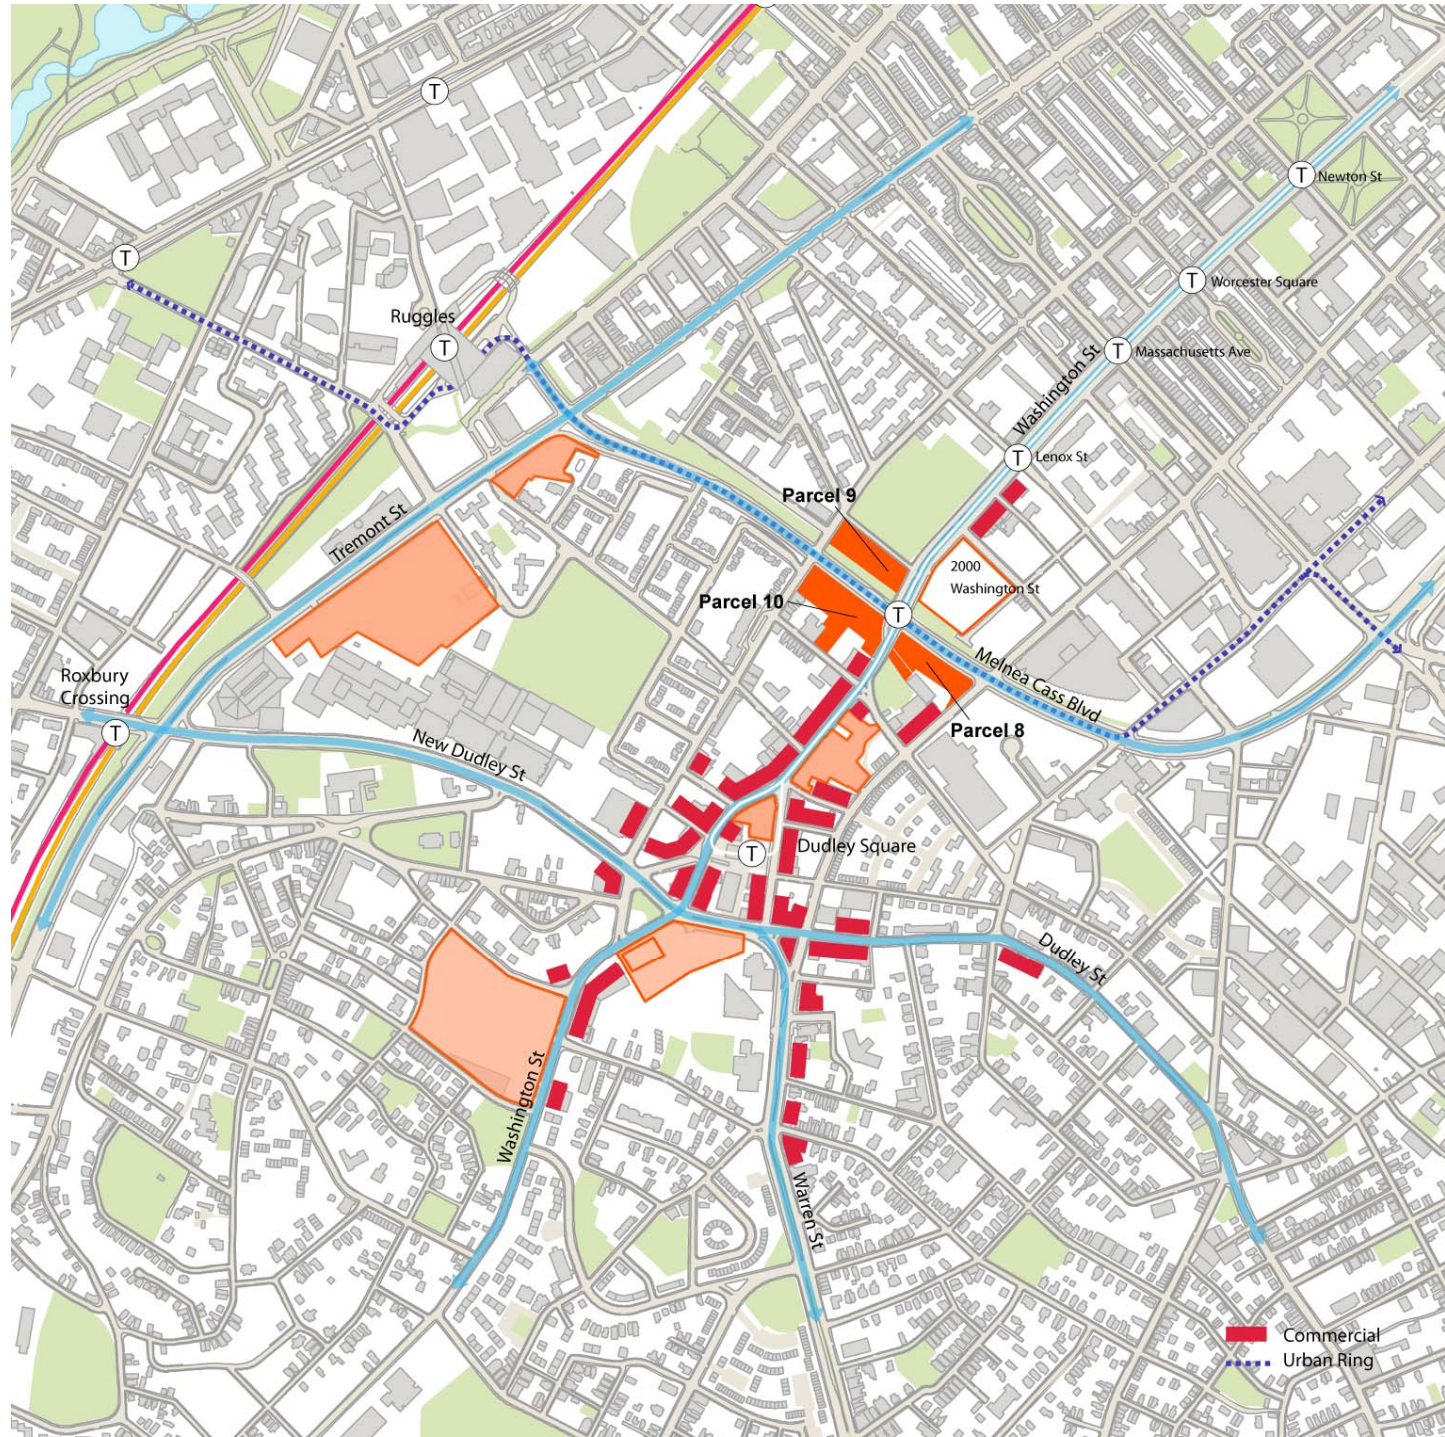 T
T
Newton St
T
T
Worcester Square
Ruggles
T
T
Massachusetts Ave
Washington St
T
Lenox St
Parcel 9
Tremont St
2000
Washington St
Parcel 10
T
Melnea Cass Blvd
Roxbury
Crossing
T
Parcel 8
New Dudley St
T
Dudley Square
Dudley St
Washington St
Warren St
Commercial
Urban Ring